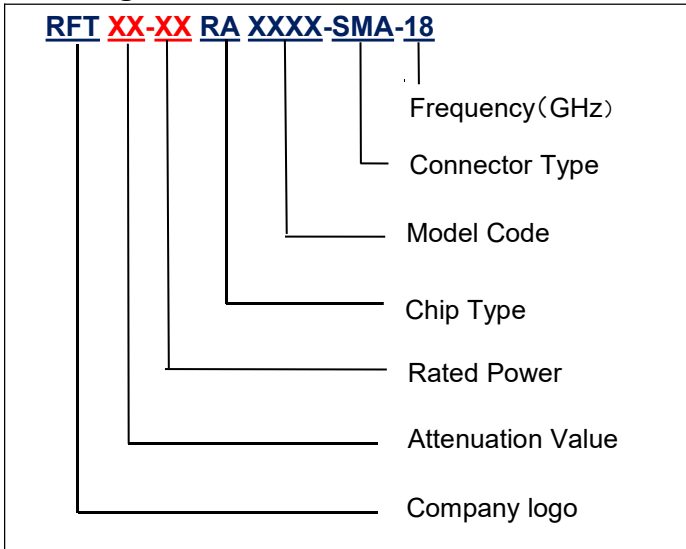 RFT XX-XX RA XXXX-SMA-18
Frequency（GHz）
Connector Type
Model Code
Chip Type
Rated Power
Attenuation Value
Company logo